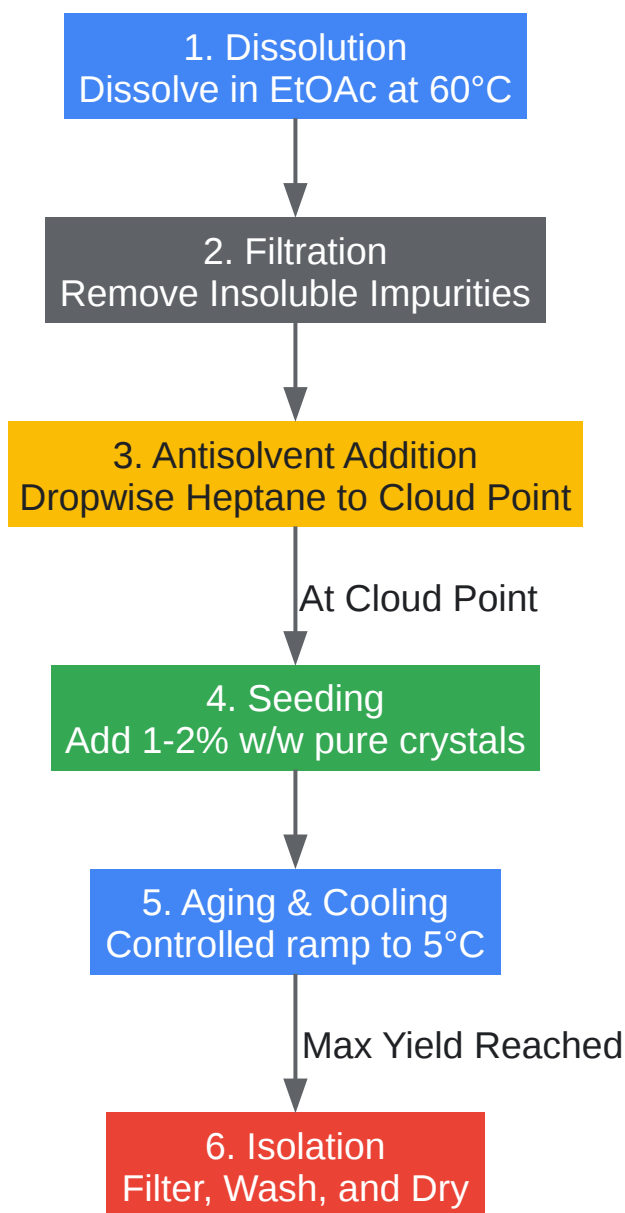 1. Dissolution
Dissolve in EtOAc at 60°C
2. Filtration
Remove Insoluble Impurities
3. Antisolvent Addition
Dropwise Heptane to Cloud Point
At Cloud Point
4. Seeding
Add 1-2% w/w pure crystals
5. Aging & Cooling
Controlled ramp to 5°C
Max Yield Reached
6. Isolation
Filter, Wash, and Dry